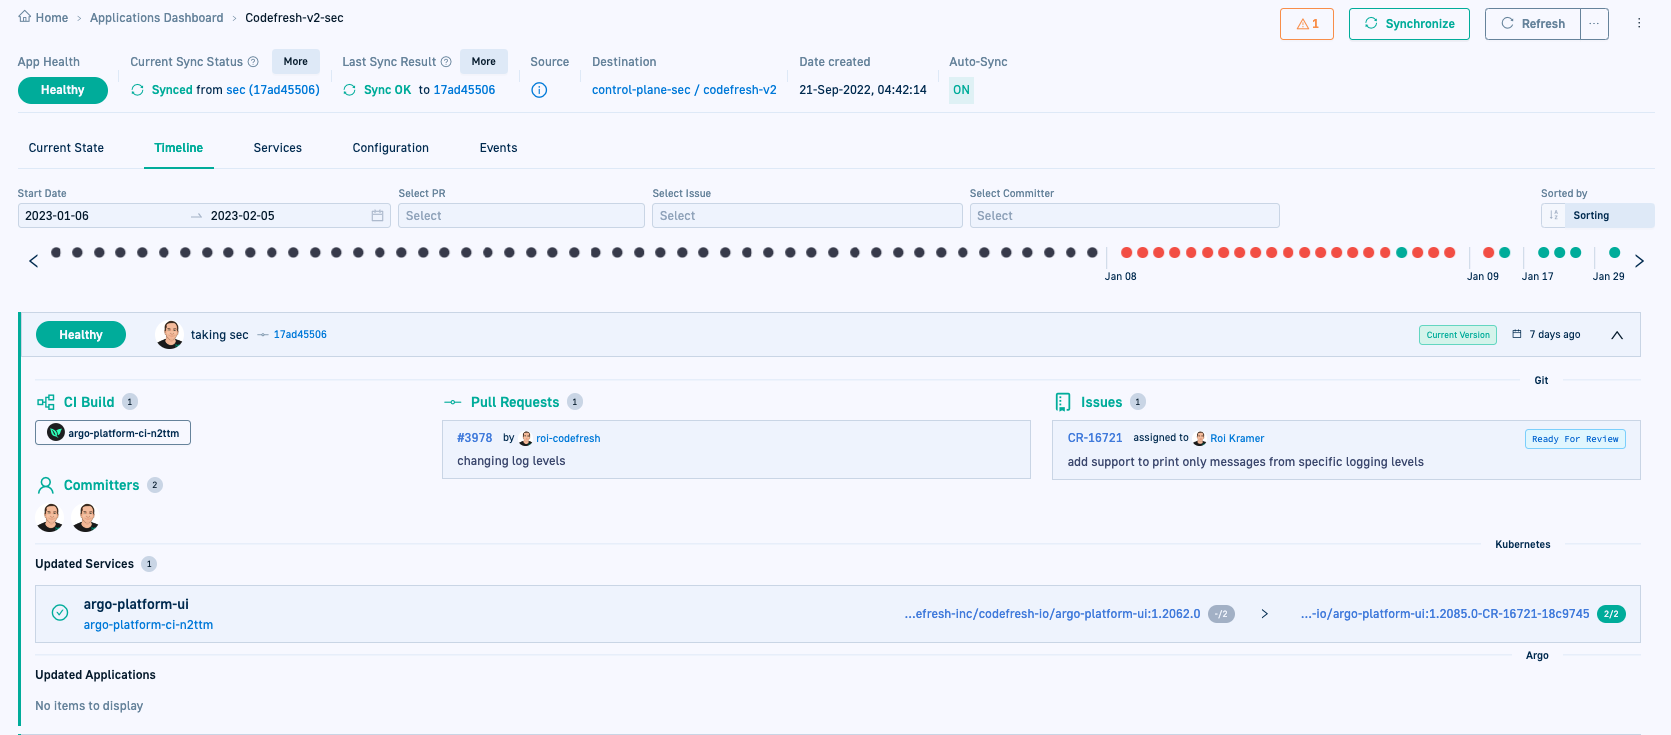 Home > Applications Dashboard > Codefresh-v2-sec
1 Synchronize Refresh ...
App Health Current Sync Status More Last Sync Result More Source Destination Date created Auto-Sync
Healthy Synced from sec (17ad45506) Sync OK to 17ad45506 control-plane-sec / codefresh-v2 21-Sep-2022, 04:42:14 ON
Current State Timeline Services Configuration Events
Start Date Select PR Select Issue Select Committer Sorted by
2023-01-06 → 2023-02-05 Select Select Select Sorting
Jan 08 Jan 09 Jan 17 Jan 29
Healthy taking sec 17ad45506 Current Version 7 days ago
Git
CI Build 1 Pull Requests 1 Issues 1
argo-platform-ci-n2ttm
#3978 by roi-codefresh
changing log levels
CR-16721 assigned to Roi Kramer Ready For Review
add support to print only messages from specific logging levels
Committers 2
Kubernetes
Updated Services 1
argo-platform-ui
argo-platform-ci-n2ttm
...efresh-inc/codefresh-io/argo-platform-ui:1.2062.0 -/2 > ...-io/argo-platform-ui:1.2085.0-CR-16721-18c9745 2/2
Argo
Updated Applications
No items to display